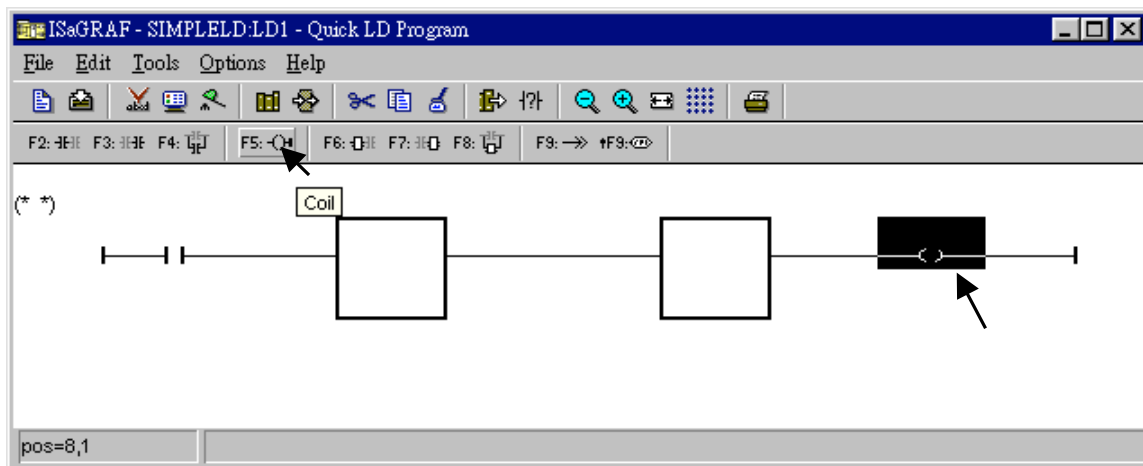 ISaGRAF - SIMPLELD:LD1 - Quick LD Program
File Edit Tools Options Help
F2: F3: F4: F5: F6: F7: F8: F9: ↑F9:
Coil
(* *)
pos=8,1